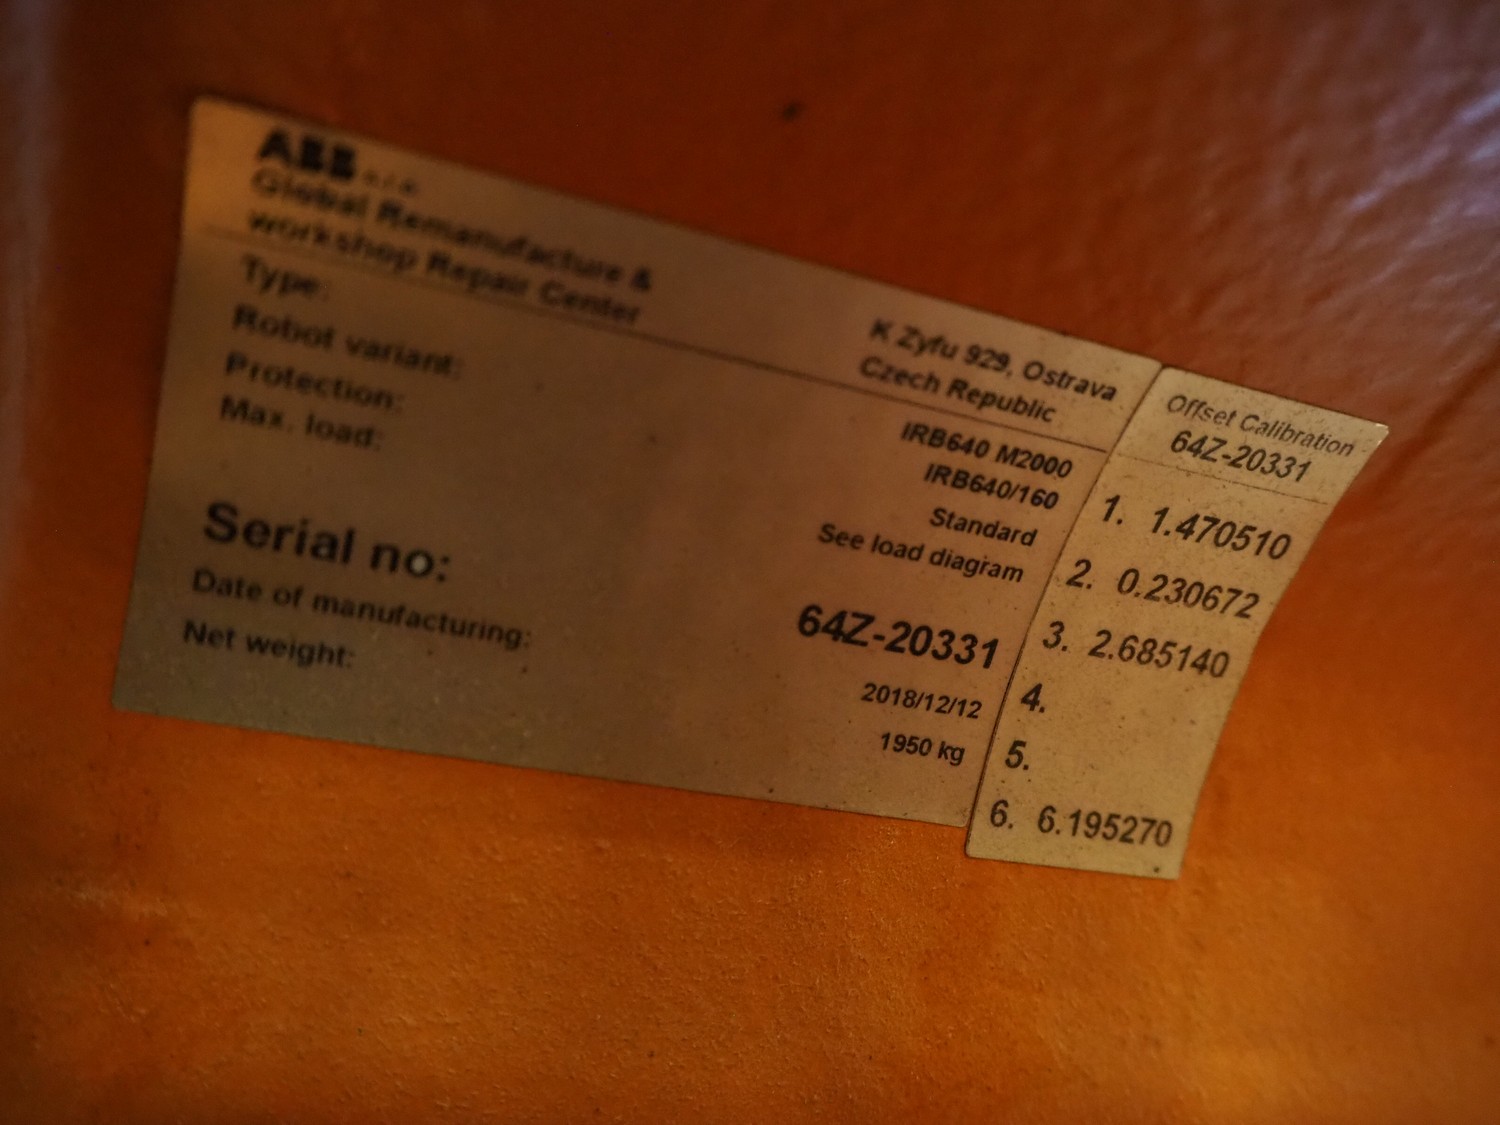 ABB s.r.o.
Global Remanufacture &
workshop Repair Center
K Zyfu 929, Ostrava
Czech Republic
Type: IRB640 M2000
Robot variant: IRB640/160
Protection: Standard
Max. load: See load diagram
Serial no: 64Z-20331
Date of manufacturing: 2018/12/12
Net weight: 1950 kg
Offset Calibration
64Z-20331
1. 1.470510
2. 0.230672
3. 2.685140
4.
5.
6. 6.195270